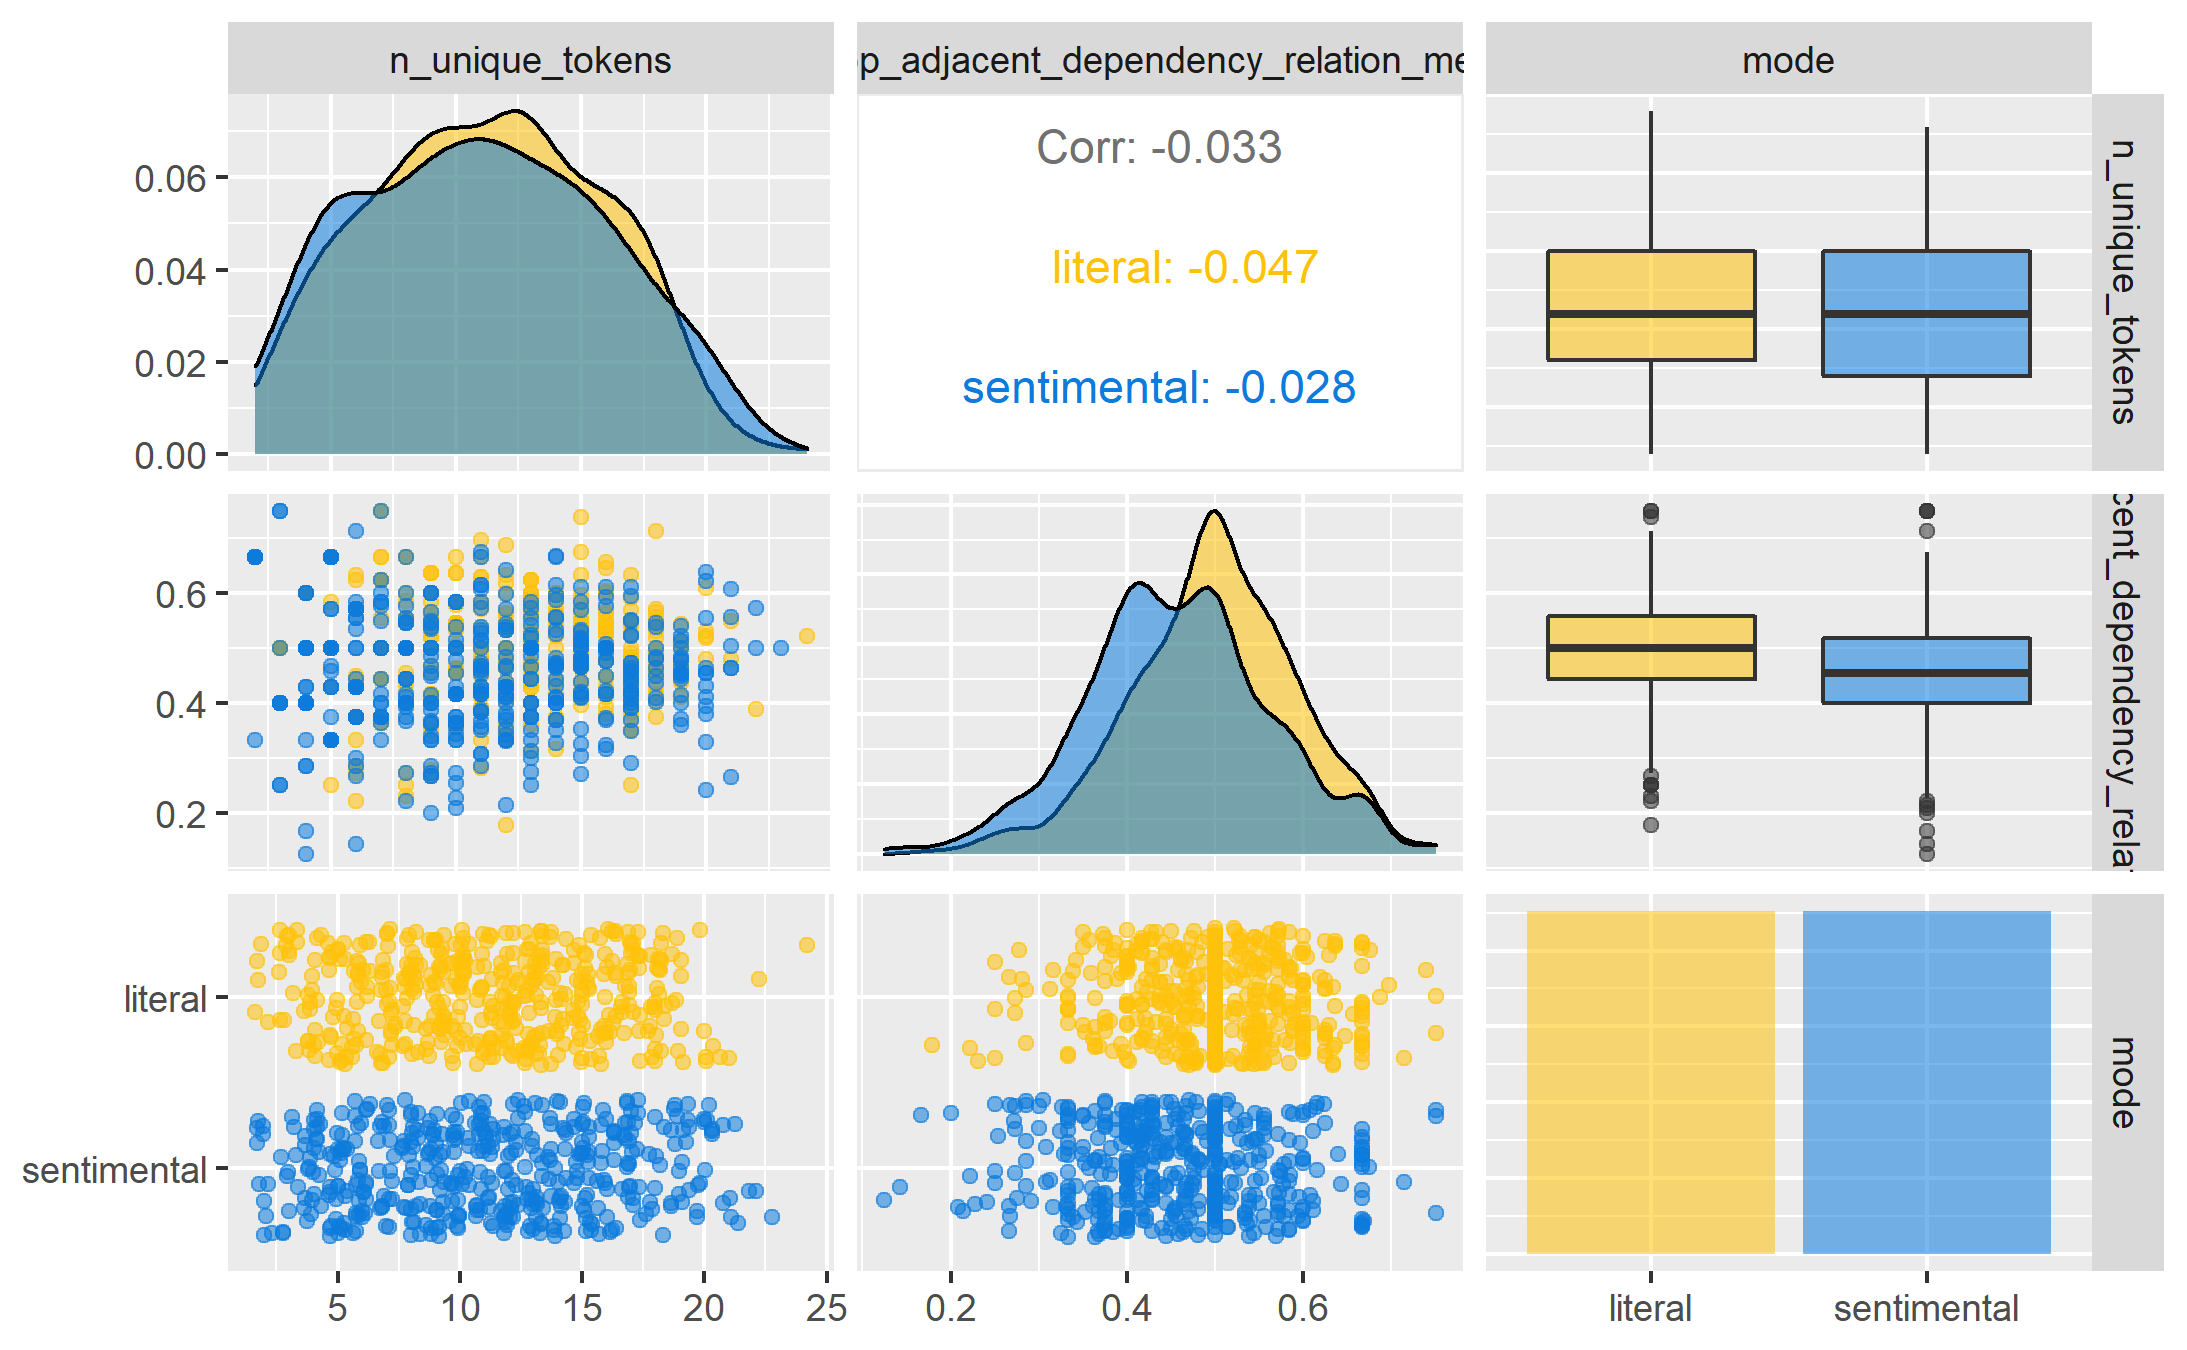 n_unique_tokens
p_adjacent_dependency_relation_me
mode
0.06
0.04
0.02
0.00
Corr: -0.033
literal: -0.047
sentimental: -0.028
n_unique_tokens
0.6
0.4
0.2
cent_dependency_rela
literal
sentimental
mode
5 10 15 20 25
0.2 0.4 0.6
literal sentimental